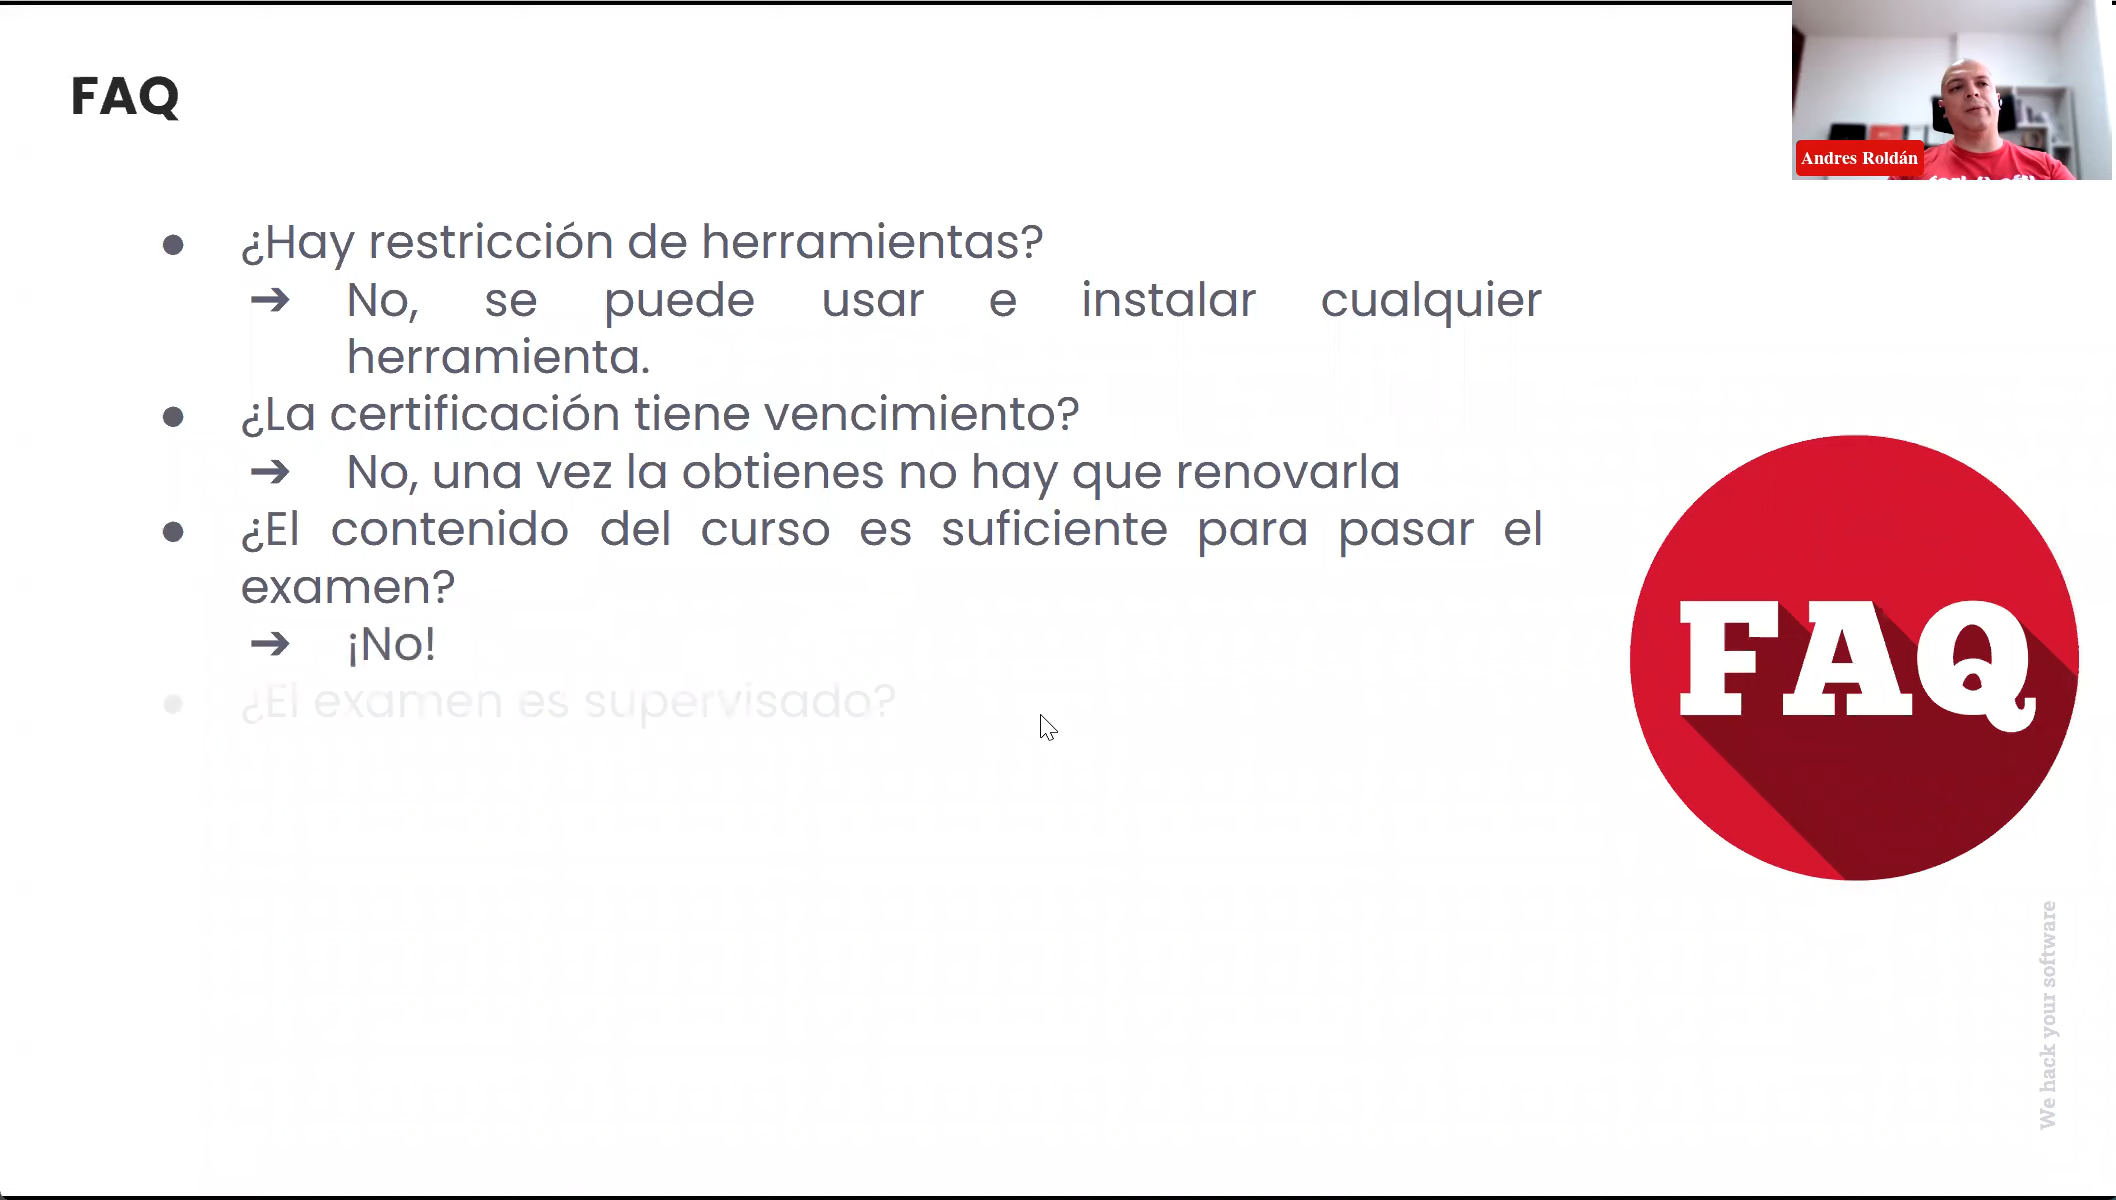 FAQ
Andres Roldán
¿Hay restricción de herramientas?
No, se puede usar e instalar cualquier
herramienta.
¿La certificación tiene vencimiento?
No, una vez la obtienes no hay que renovarla
¿El contenido del curso es suficiente para pasar el
examen?
¡No!
¿El examen es supervisado?
FAQ
We hack your software